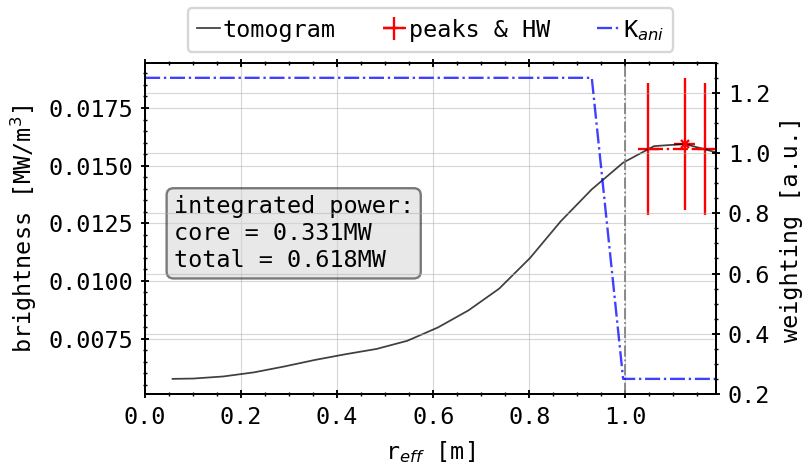 tomogram peaks & HW K_ani
brightness [MW/m³]
0.0175
0.0150
0.0125
0.0100
0.0075
integrated power:
core = 0.331MW
total = 0.618MW
1.2
1.0
0.8
0.6
0.4
0.2
weighting [a.u.]
0.0 0.2 0.4 0.6 0.8 1.0
r_eff [m]